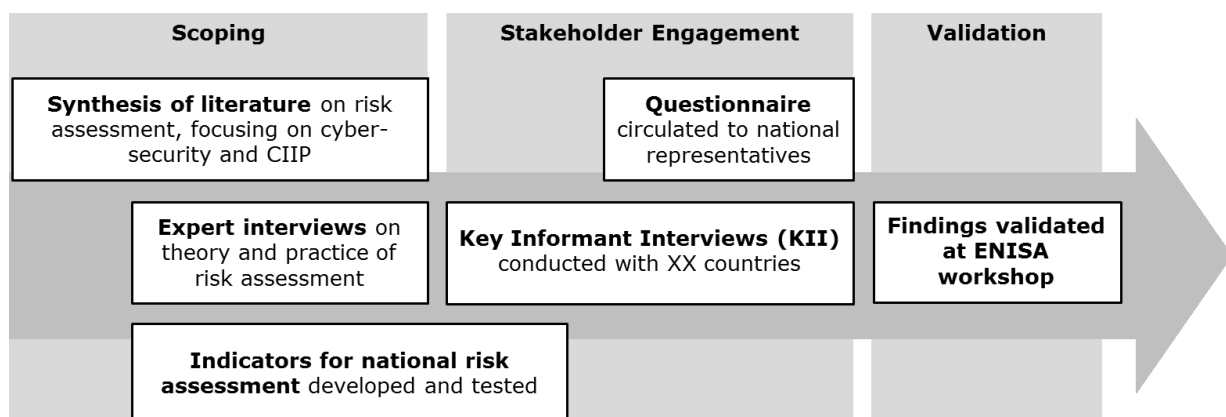 Scoping
Stakeholder Engagement
Validation
Synthesis of literature on risk
assessment, focusing on cyber-
security and CIIP
Questionnaire
circulated to national
representatives
Expert interviews on
theory and practice of
risk assessment
Key Informant Interviews (KII)
conducted with XX countries
Findings validated
at ENISA
workshop
Indicators for national risk
assessment developed and tested